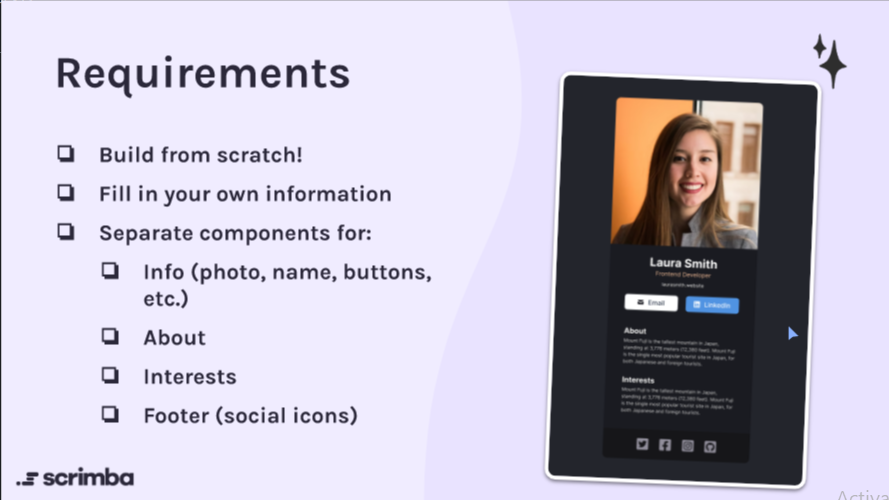 Requirements
Build from scratch!
Fill in your own information
Separate components for:
Info (photo, name, buttons,
etc.)
About
Interests
Footer (social icons)
scrimba
Laura Smith
Frontend Developer
laurasmith.website
Email
LinkedIn
About
Mount Fuji is the tallest mountain in Japan,
standing at 3,776 meters (12,380 feet). Mount Fuji
is the single most popular tourist site in Japan, for
both Japanese and foreign tourists.
Interests
Mount Fuji is the tallest mountain in Japan,
standing at 3,776 meters (12,380 feet). Mount Fuji
is the single most popular tourist site in Japan, for
both Japanese and foreign tourists.
Activa